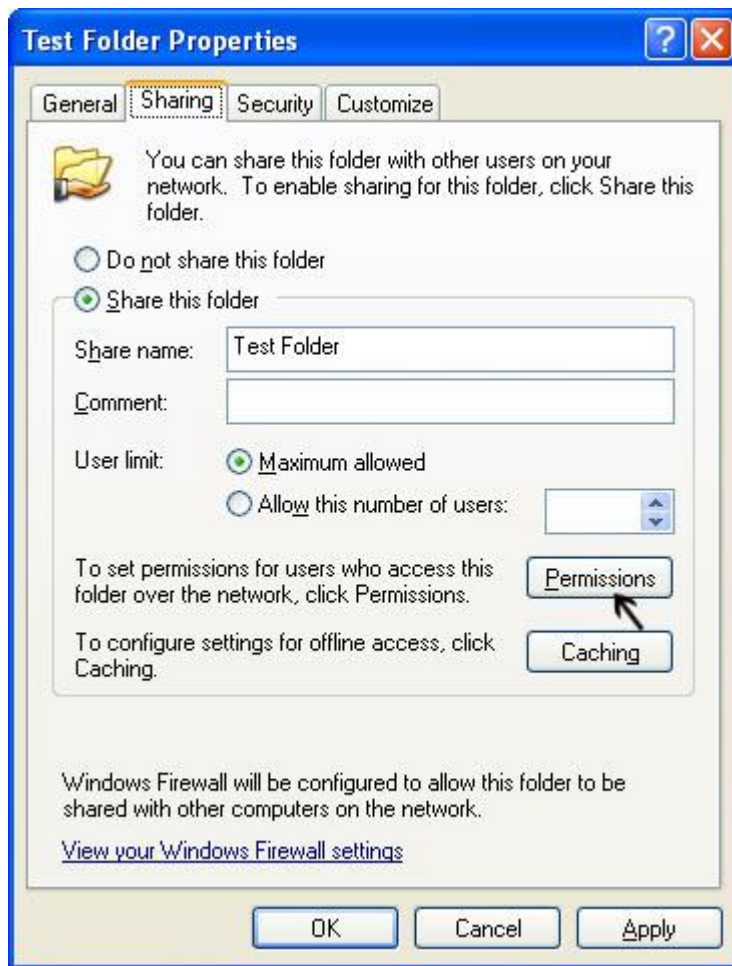 Test Folder Properties
General Sharing Security Customize
You can share this folder with other users on your
network. To enable sharing for this folder, click Share this
folder.
Do not share this folder
Share this folder
Share name: Test Folder
Comment:
User limit: Maximum allowed
Allow this number of users:
To set permissions for users who access this
folder over the network, click Permissions.
Permissions
To configure settings for offline access, click
Caching.
Caching
Windows Firewall will be configured to allow this folder to be
shared with other computers on the network.
View your Windows Firewall settings
OK Cancel Apply